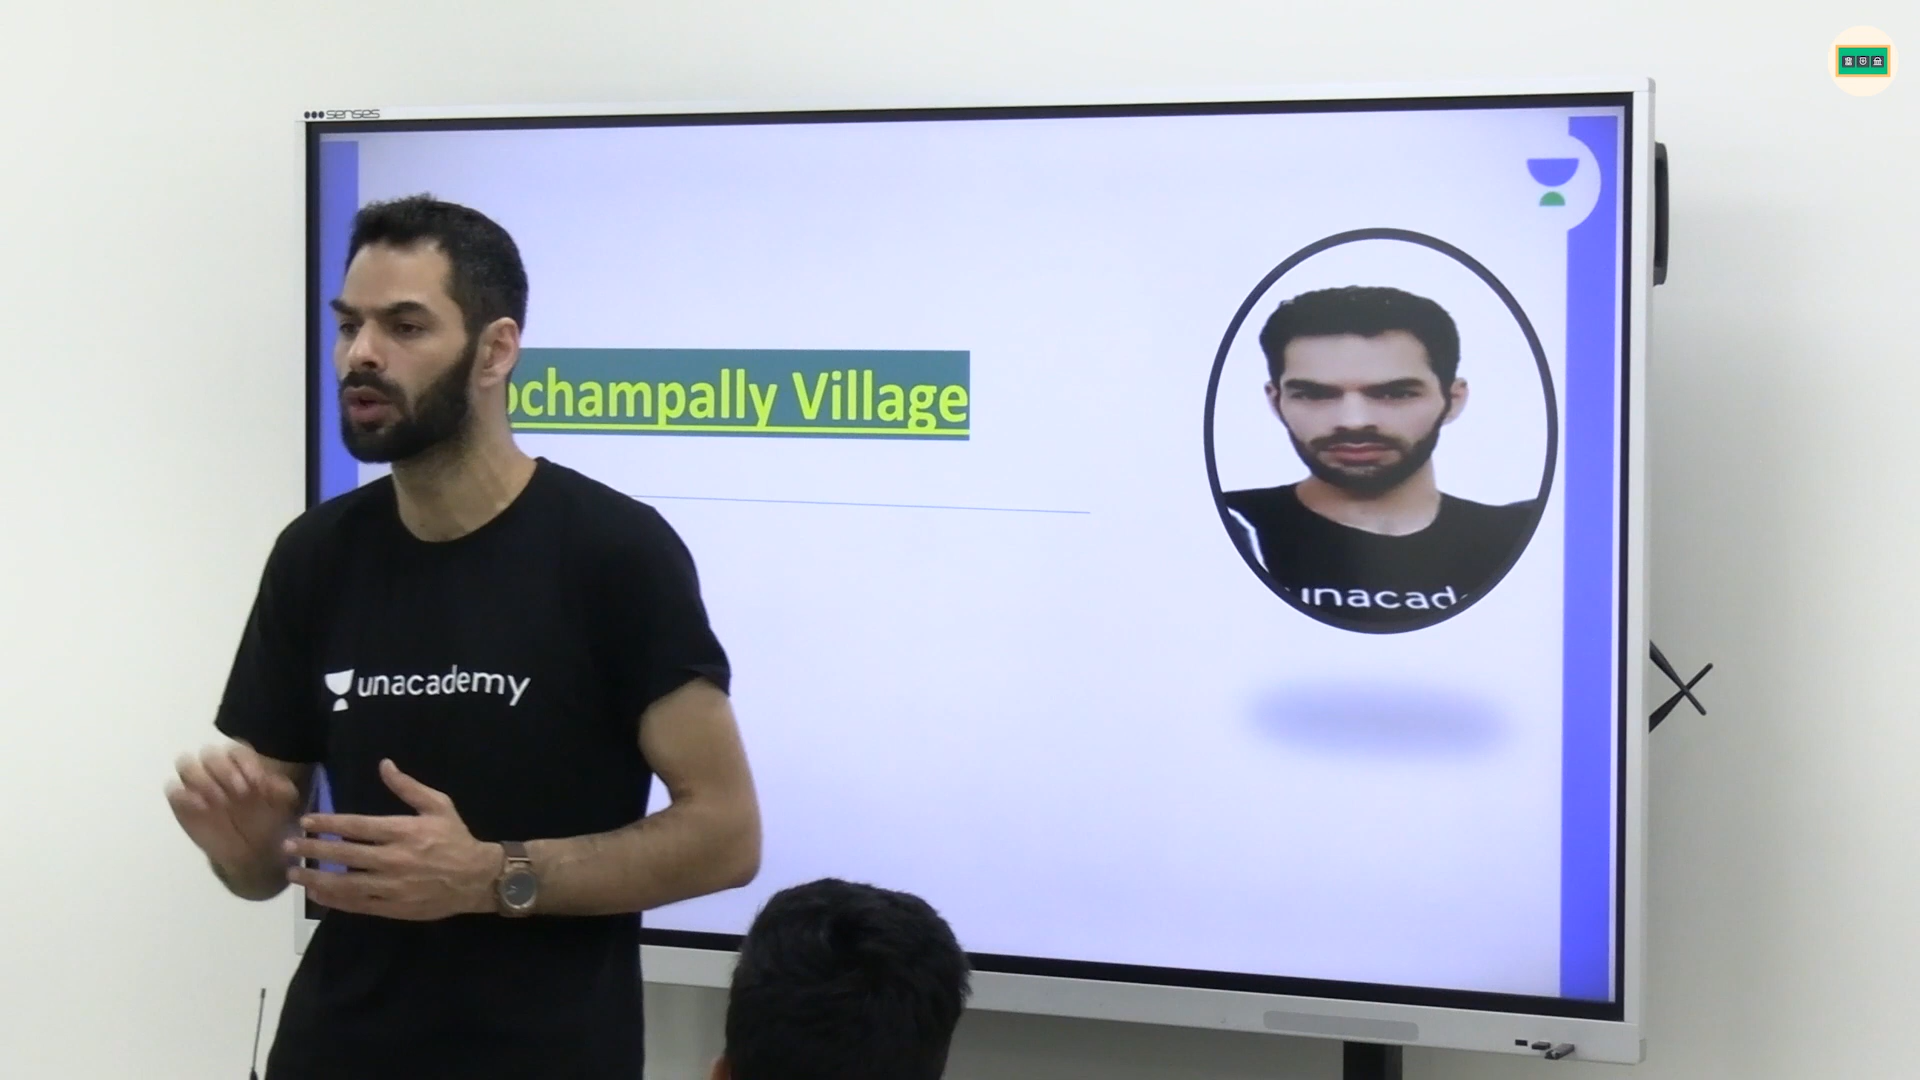 senses
ochampally Village
unacademy
unacad